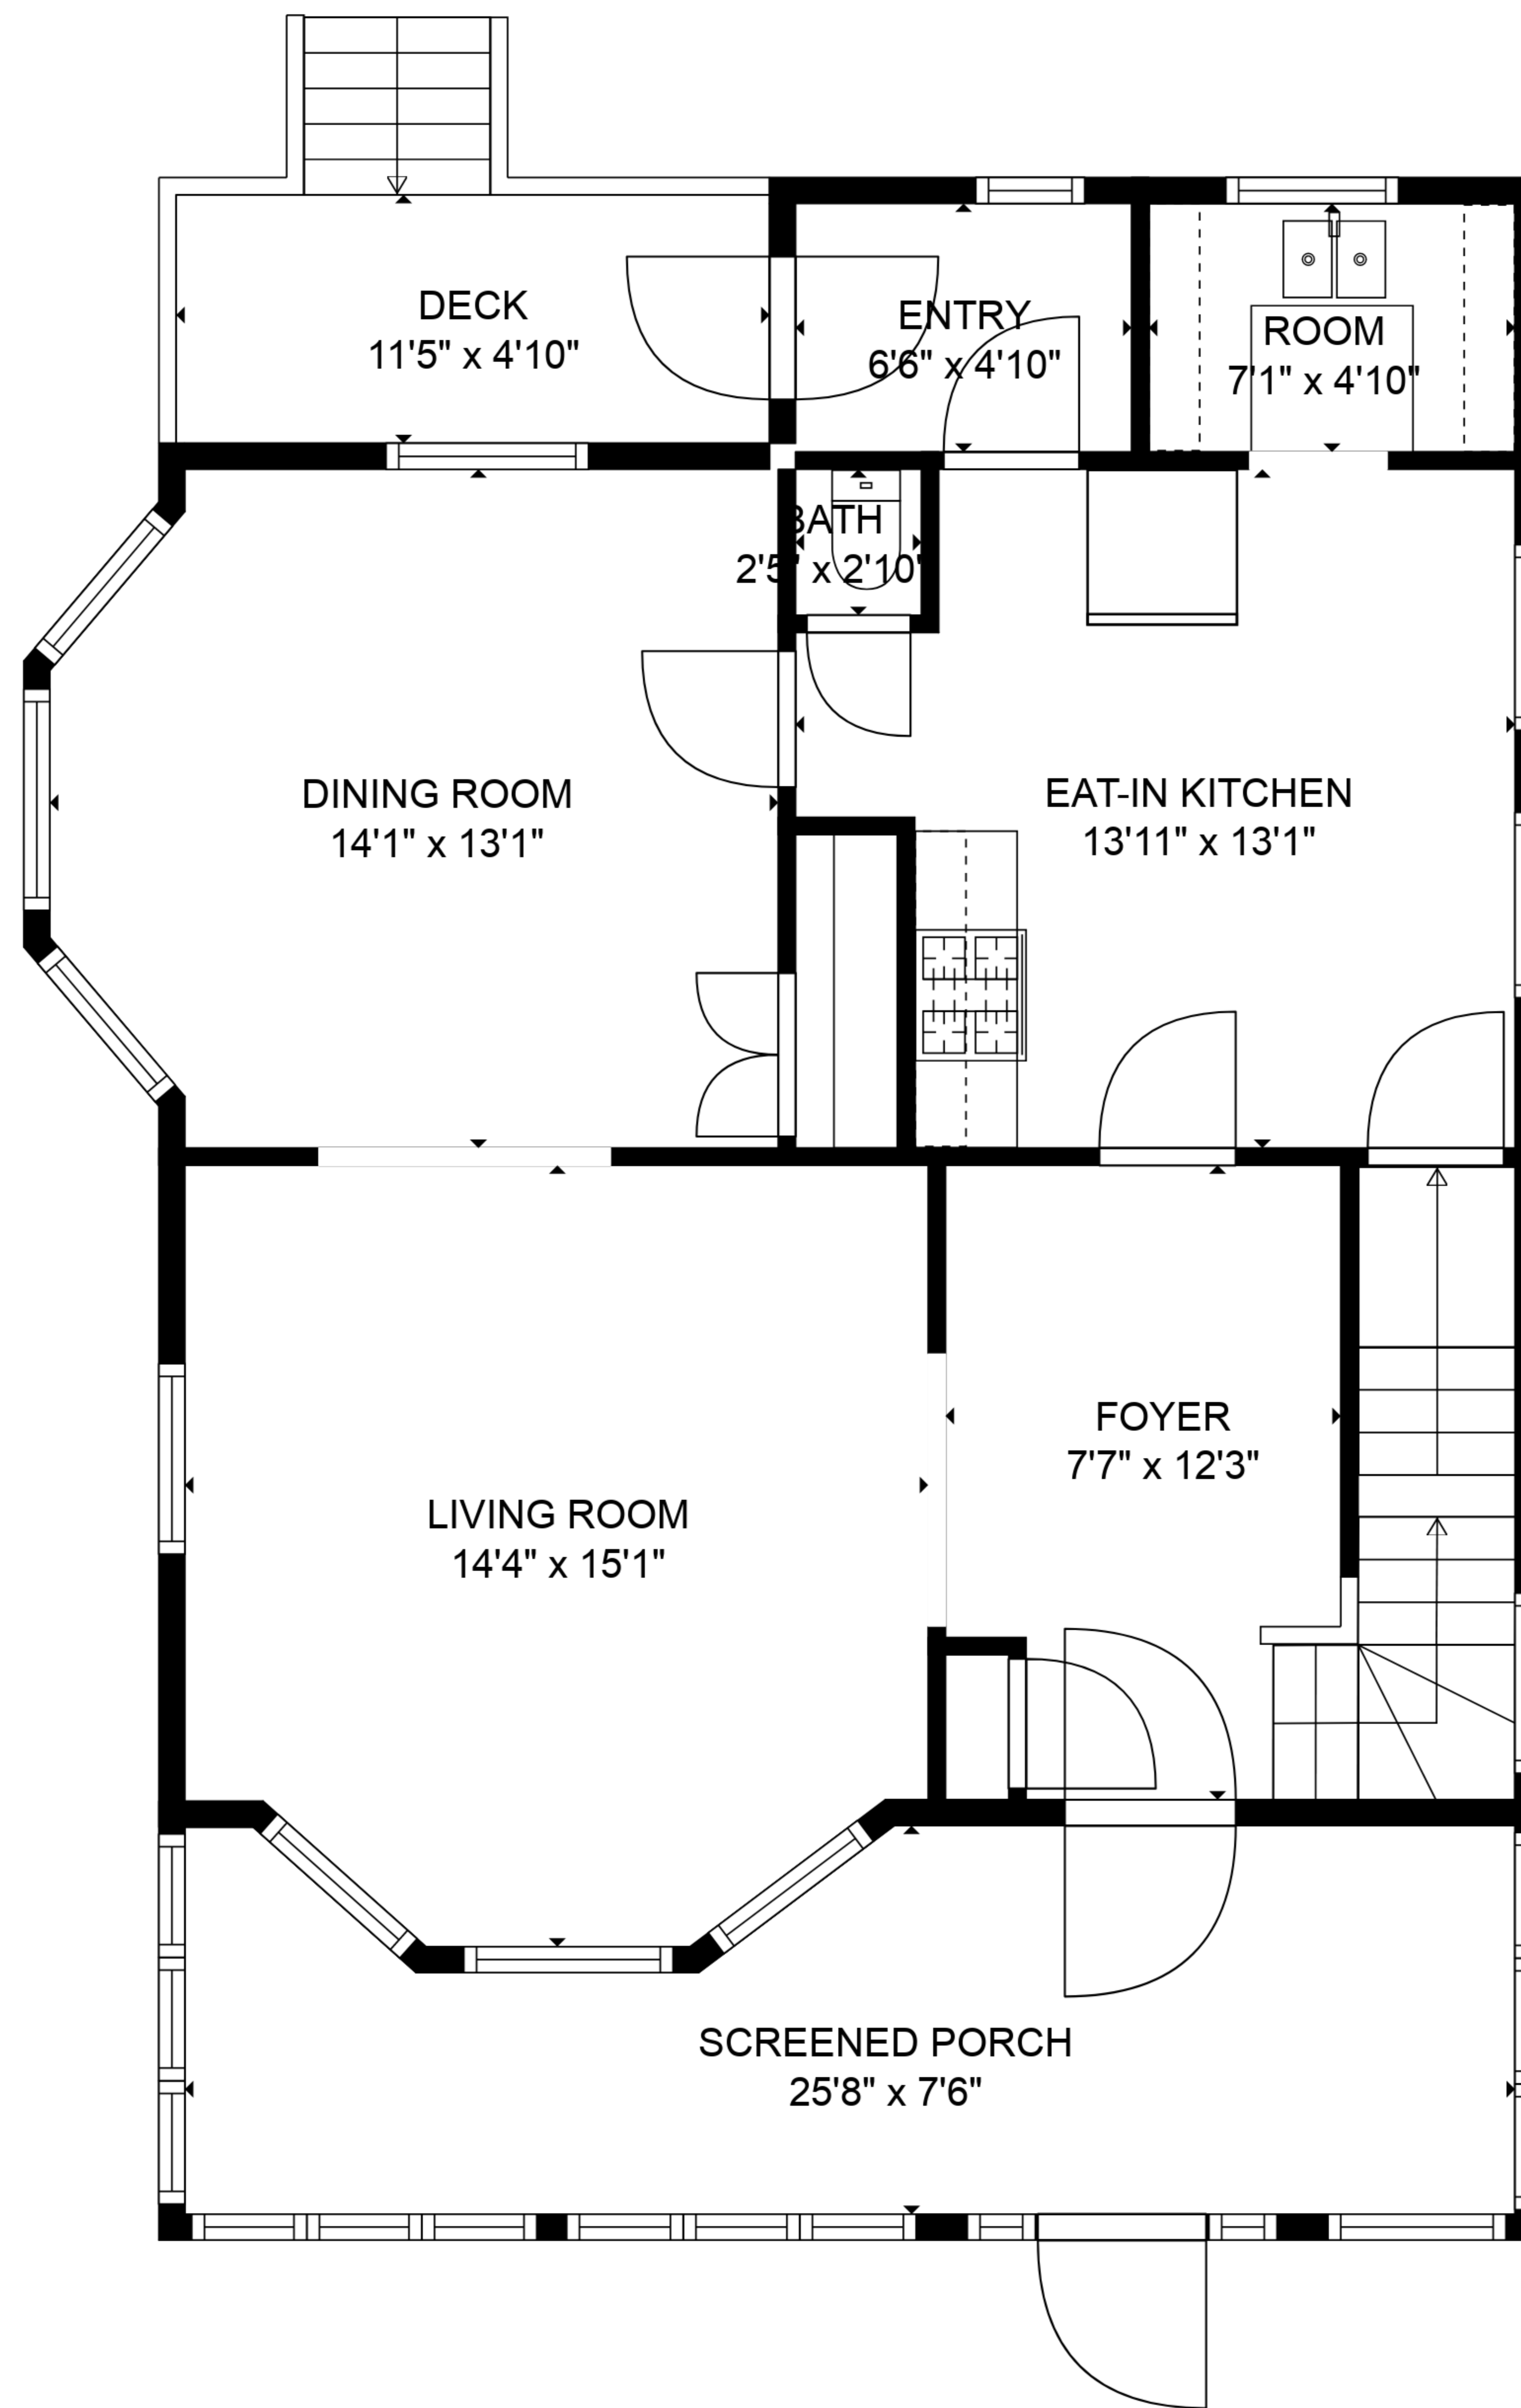 DECK
11'5" x 4'10"
ENTRY
6'6" x 4'10"
ROOM
7'1" x 4'10"
BATH
2'5" x 2'10"
DINING ROOM
14'1" x 13'1"
EAT-IN KITCHEN
13'11" x 13'1"
FOYER
7'7" x 12'3"
LIVING ROOM
14'4" x 15'1"
SCREENED PORCH
25'8" x 7'6"